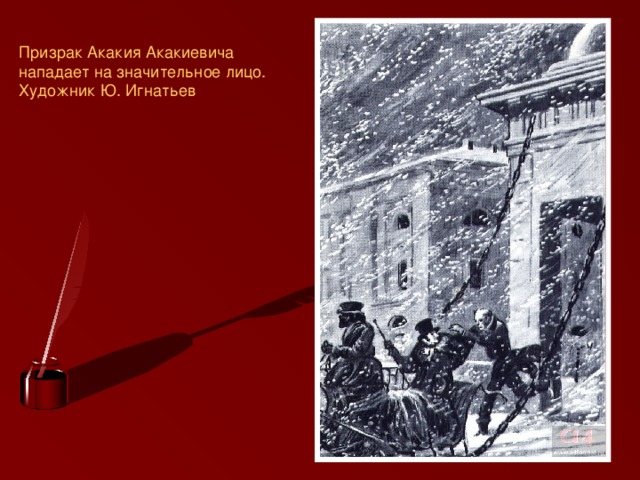 Призрак Акакия Акакиевича
нападает на значительное лицо.
Художник Ю. Игнатьев